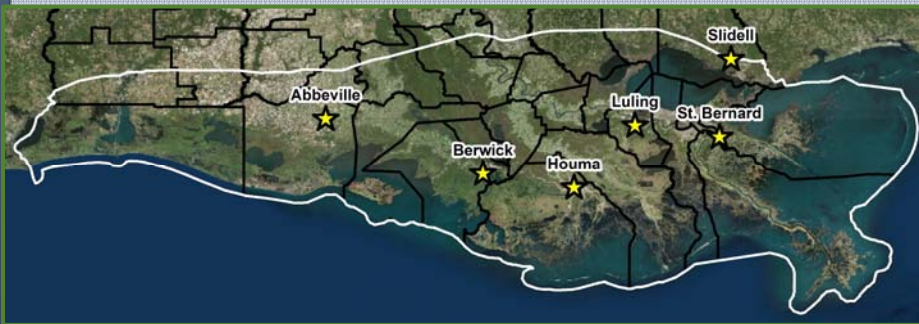 Slidell
Abbeville
Luling
St. Bernard
Berwick
Houma